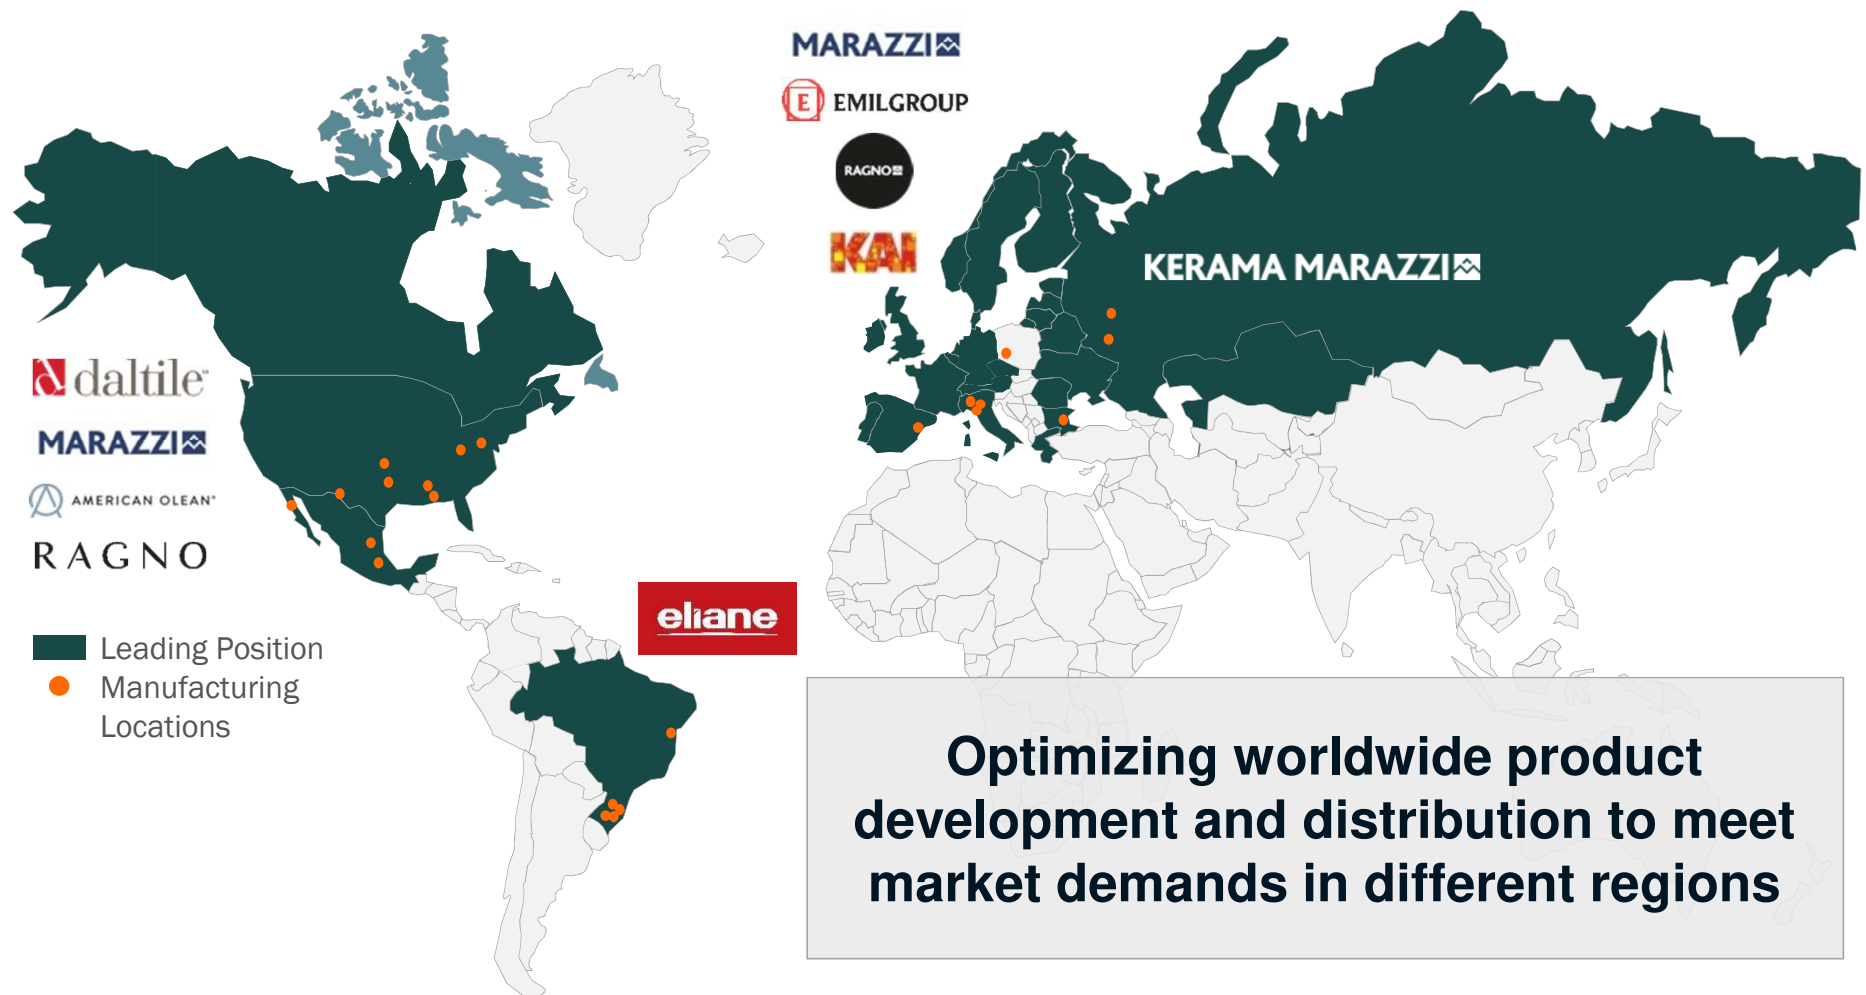 MARAZZI
E EMILGROUP
RAGNO
KAI
KERAMA MARAZZI
daltile
MARAZZI
AMERICAN OLEAN®
RAGNO
eliane
Leading Position
Manufacturing
Locations
Optimizing worldwide product
development and distribution to meet
market demands in different regions